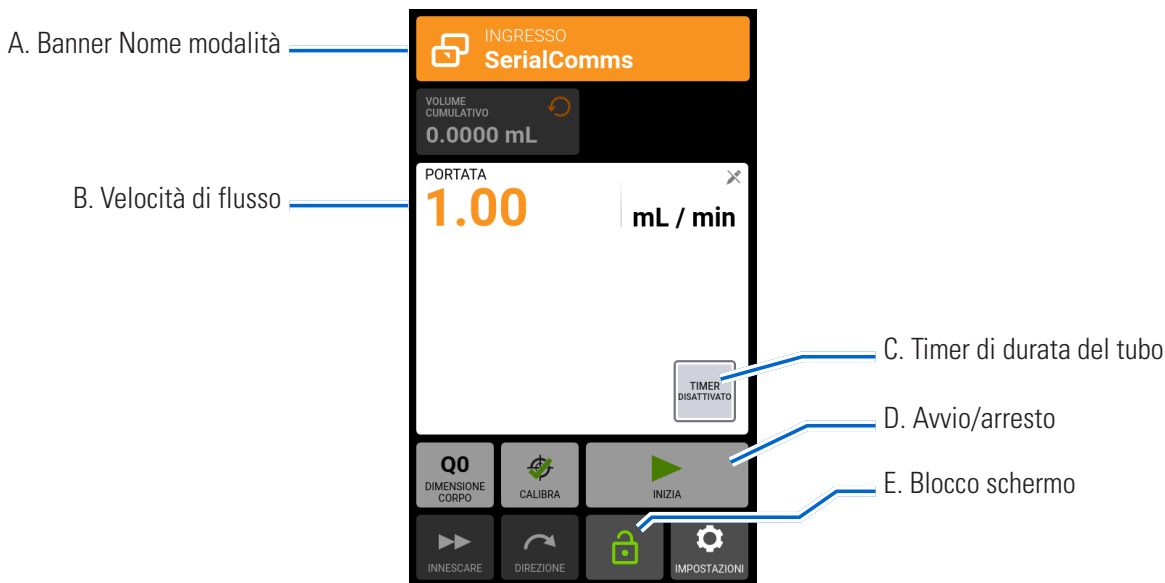 A. Banner Nome modalità
INGRESSO
SerialComms
VOLUME
CUMULATIVO
0.0000 mL
B. Velocità di flusso
PORTATA
1.00
mL / min
C. Timer di durata del tubo
TIMER
DISATTIVATO
D. Avvio/arresto
Q0
DIMENSIONE
CORPO
CALIBRA
INIZIA
E. Blocco schermo
INNESCARE
DIREZIONE
IMPOSTAZIONI